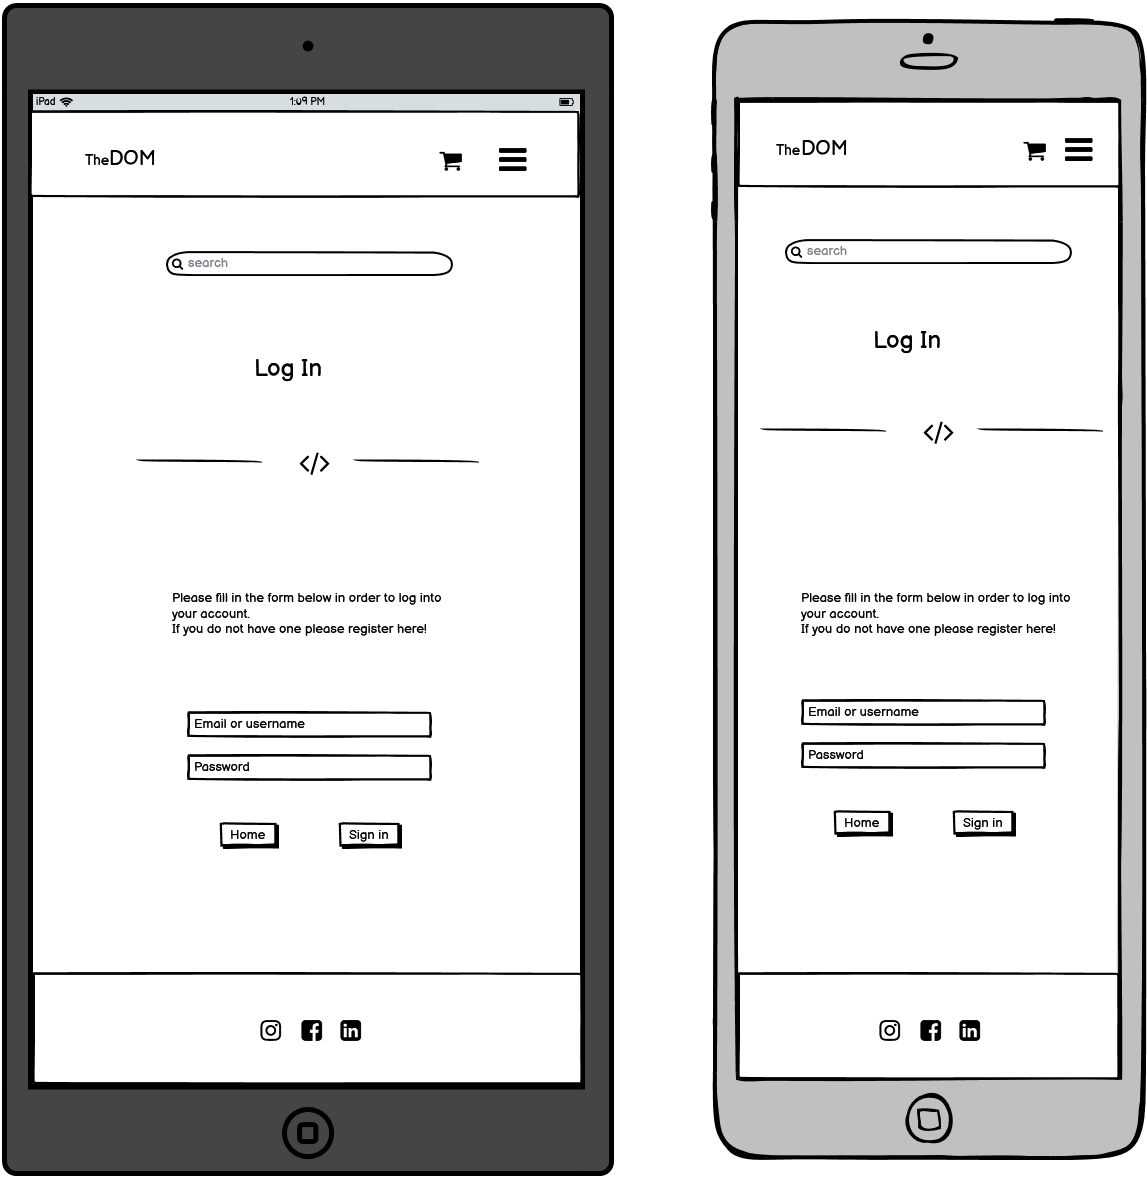 iPad 1:09 PM
TheDOM
search
Log In
</>
Please fill in the form below in order to log into
your account.
If you do not have one please register here!
Email or username
Password
Home Sign in
TheDOM
search
Log In
</>
Please fill in the form below in order to log into
your account.
If you do not have one please register here!
Email or username
Password
Home Sign in